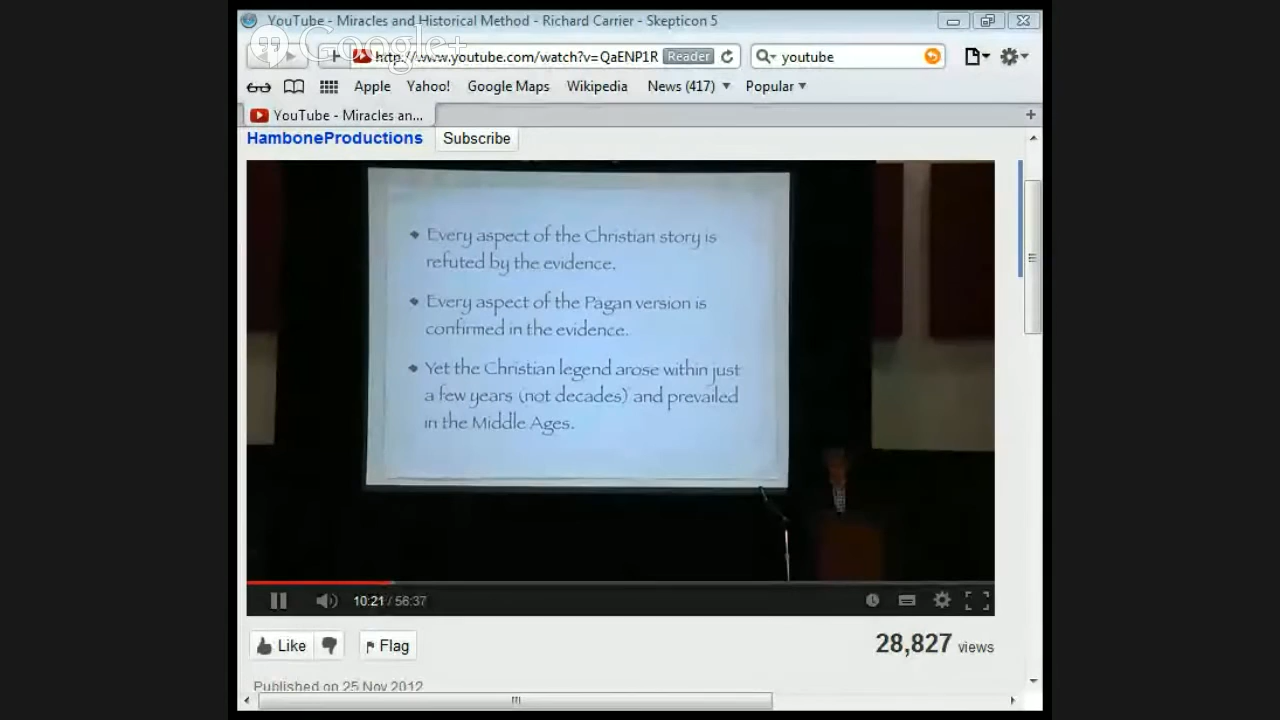 YouTube - Miracles and Historical Method - Richard Carrier - Skepticon 5
Google+
http://www.youtube.com/watch?v=QaENP1R
Reader
youtube
Apple
Yahoo!
Google Maps
Wikipedia
News (417)
Popular
YouTube - Miracles an...
HamboneProductions
Subscribe
Every aspect of the Christian story is
refuted by the evidence.
Every aspect of the Pagan version is
confirmed in the evidence.
Yet the Christian legend arose within just
a few years (not decades) and prevailed
in the Middle Ages.
10:21 / 56:37
Like
Flag
28,827 views
Published on 25 Nov 2012